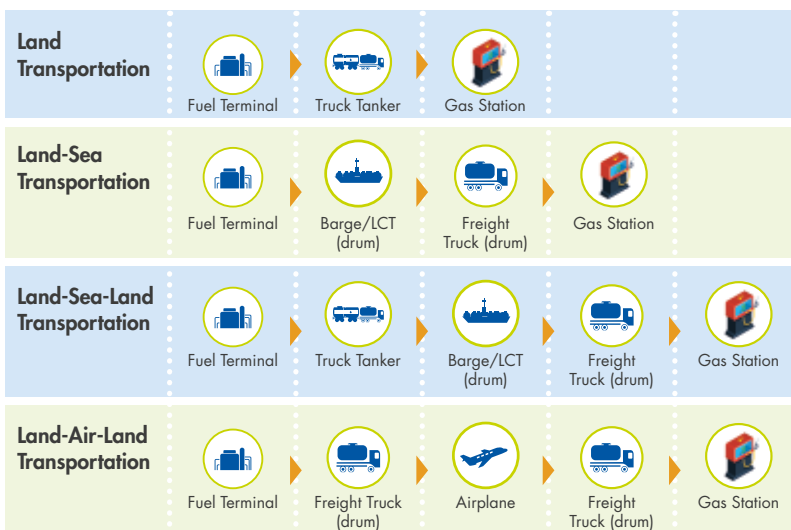 Land
Transportation
Fuel Terminal
Truck Tanker
Gas Station
Land-Sea
Transportation
Fuel Terminal
Barge/LCT
(drum)
Freight
Truck (drum)
Gas Station
Land-Sea-Land
Transportation
Fuel Terminal
Truck Tanker
Barge/LCT
(drum)
Freight
Truck (drum)
Gas Station
Land-Air-Land
Transportation
Fuel Terminal
Freight Truck
(drum)
Airplane
Freight
Truck (drum)
Gas Station